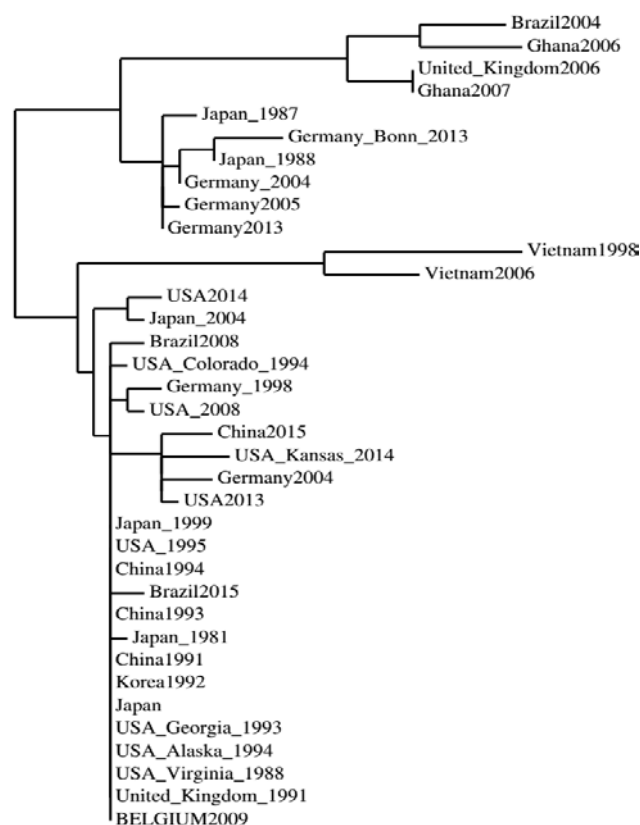 Brazil2004
Ghana2006
United_Kingdom2006
Ghana2007
Japan_1987
Germany_Bonn_2013
Japan_1988
Germany_2004
Germany2005
Germany2013
Vietnam1998
Vietnam2006
USA2014
Japan_2004
Brazil2008
USA_Colorado_1994
Germany_1998
USA_2008
China2015
USA_Kansas_2014
Germany2004
USA2013
Japan_1999
USA_1995
China1994
Brazil2015
China1993
Japan_1981
China1991
Korea1992
Japan
USA_Georgia_1993
USA_Alaska_1994
USA_Virginia_1988
United_Kingdom_1991
BELGIUM2009